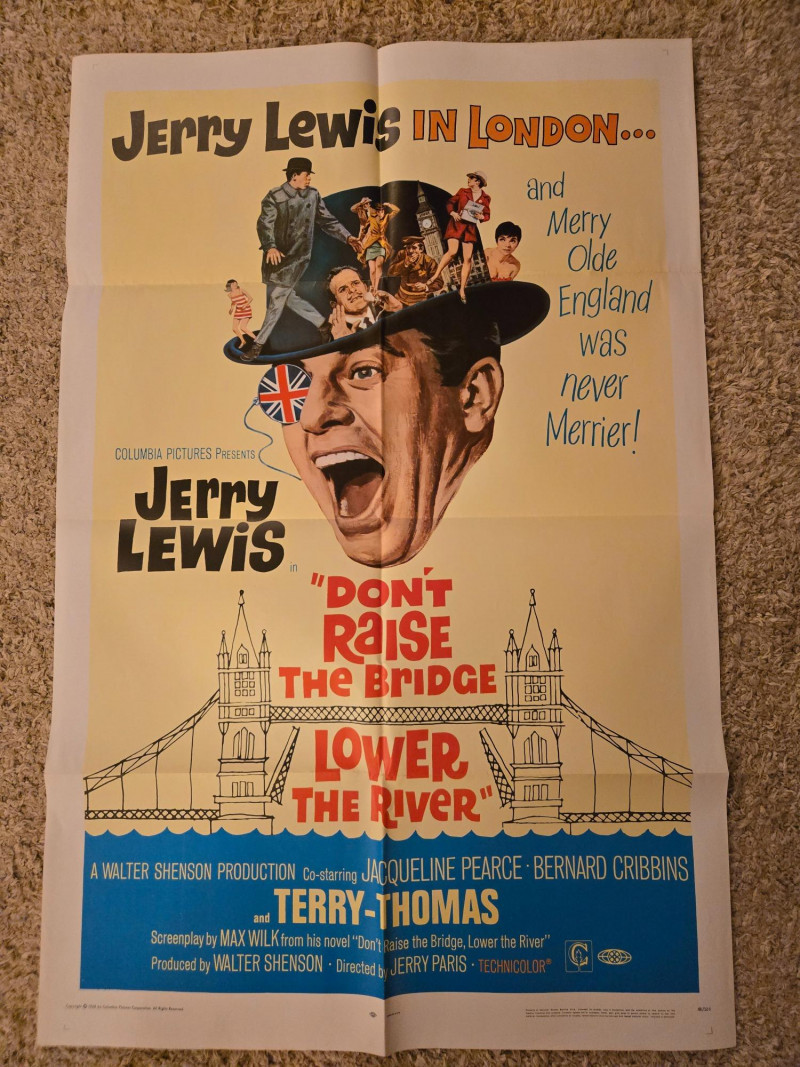 Jerry Lewis IN LONDON...
and
Merry
Olde
England
was
never
Merrier!
COLUMBIA PICTURES PRESENTS
Jerry
LEWIS
in
"DON'T
RAISE
THE BRIDGE
LOWER
THE RIVER"
A WALTER SHENSON PRODUCTION Co-starring JACQUELINE PEARCE · BERNARD CRIBBINS
and TERRY-THOMAS
Screenplay by MAX WILK from his novel "Don't Raise the Bridge, Lower the River"
Produced by WALTER SHENSON · Directed by JERRY PARIS · TECHNICOLOR®